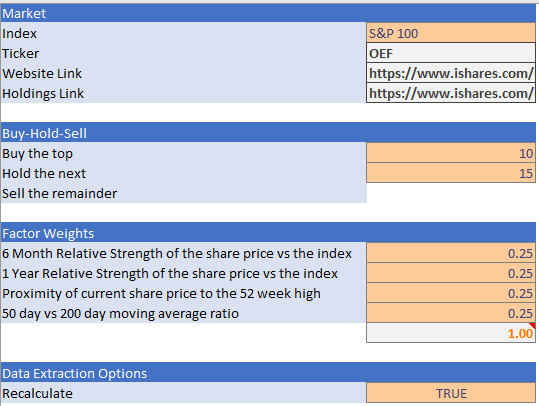 Market
Index S&P 100
Ticker OEF
Website Link https://www.ishares.com/
Holdings Link https://www.ishares.com/
Buy-Hold-Sell
Buy the top 10
Hold the next 15
Sell the remainder
Factor Weights
6 Month Relative Strength of the share price vs the index 0.25
1 Year Relative Strength of the share price vs the index 0.25
Proximity of current share price to the 52 week high 0.25
50 day vs 200 day moving average ratio 0.25
1.00
Data Extraction Options
Recalculate TRUE